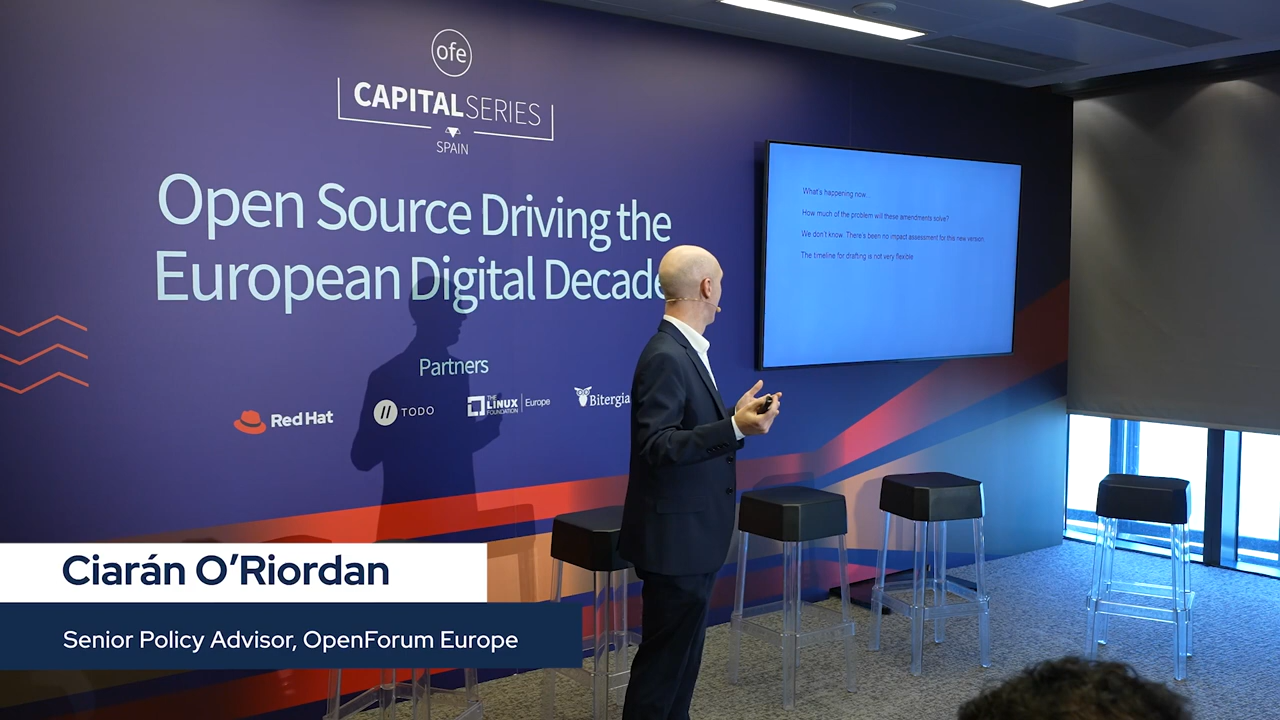 ofe
CAPITALSERIES
SPAIN
Open Source Driving the
European Digital Decade
Partners
Red Hat
TODO
THE LINUX FOUNDATION Europe
Bitergia
What's happening now...
How much of the problem will these amendments solve?
We don't know. There's been no impact assessment for this new version
The timeline for drafting is not very flexible
Ciarán O'Riordan
Senior Policy Advisor, OpenForum Europe